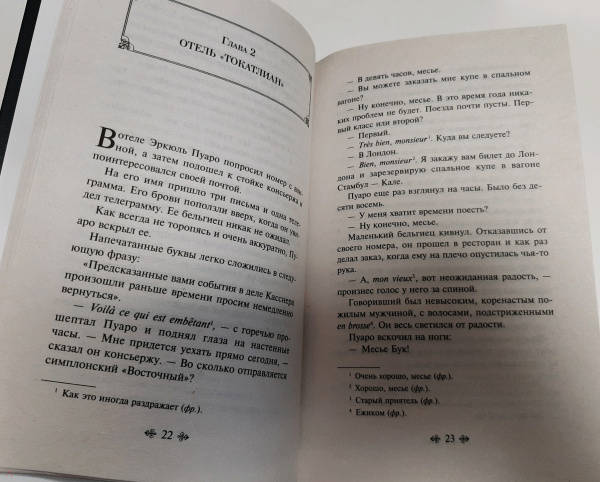 Глава 2
ОТЕЛЬ «ТОКАТЛИАН»
В отеле Эркюль Пуаро попросил номер с ван-
ной, а затем подошел к стойке консьержа и
поинтересовался своей почтой.
На его имя пришло три письма и одна теле-
грамма. Его брови поползли вверх, когда он уви-
дел телеграмму. Ее бельгиец никак не ожидал.
Как всегда не торопясь и очень аккуратно, Пу-
аро вскрыл ее.
Напечатанные буквы легко сложились в следу-
ющую фразу:
«Предсказанные вами события в деле Касснера
произошли раньше времени просим немедленно
вернуться».
— Voilà ce qui est embêtant¹, — с горечью про-
шептал Пуаро и поднял глаза на настенные
часы. — Мне придется уехать прямо сегодня, —
сказал он консьержу. — Во сколько отправляется
симплонский «Восточный»?
¹ Как это иногда раздражает (фр.).
22
— В девять часов, месье.
— Вы можете заказать мне купе в спальном
вагоне?
— Ну конечно, месье. В это время года ника-
ких проблем не будет. Поезда почти пусты. Пер-
вый класс или второй?
— Первый.
— Très bien, monsieur¹. Куда вы следуете?
— В Лондон.
— Bien, monsieur². Я закажу вам билет до Лон-
дона и зарезервирую спальное купе в вагоне
Стамбул — Кале.
Пуаро еще раз взглянул на часы. Было без де-
сяти восемь.
— У меня хватит времени поесть?
— Ну конечно, месье.
Маленький бельгиец кивнул. Отказавшись от
своего номера, он прошел в ресторан и как раз
делал заказ, когда ему на плечо опустилась чья-то
рука.
— А, mon vieux³, вот неожиданная радость, —
произнес голос у него за спиной.
Говоривший был невысоким, коренастым по-
жилым мужчиной, с волосами, подстриженными
en brosse⁴. Он весь светился от радости.
Пуаро вскочил на ноги:
— Месье Бук!
¹ Очень хорошо, месье (фр.).
² Хорошо, месье (фр.).
³ Старый приятель (фр.).
⁴ Ежиком (фр.).
23